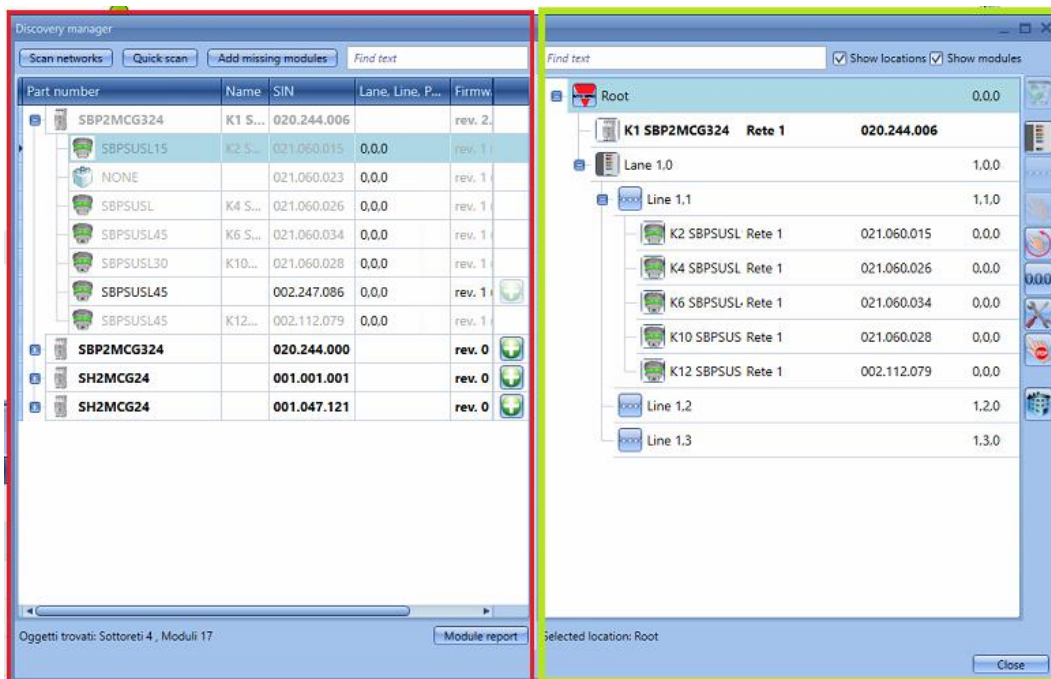 Discovery manager
Scan networks Quick scan Add missing modules Find text
Part number Name SIN Lane, Line, P... Firmw.
SBP2MCG324 K1 S... 020.244.006 rev. 2.
SBPSUSL15 K2 S... 021.060.015 0,0,0 rev. 1
NONE 021.060.023 0,0,0 rev. 1
SBPSUSL K4 S... 021.060.026 0,0,0 rev. 1
SBPSUSL45 K6 S... 021.060.034 0,0,0 rev. 1
SBPSUSL30 K10... 021.060.028 0,0,0 rev. 1
SBPSUSL45 002.247.086 0,0,0 rev. 1
SBPSUSL45 K12... 002.112.079 0,0,0 rev. 1
SBP2MCG324 020.244.000 rev. 0
SH2MCG24 001.001.001 rev. 0
SH2MCG24 001.047.121 rev. 0
Oggetti trovati: Sottoreti 4 , Moduli 17 Module report
Find text Show locations Show modules
Root 0,0,0
K1 SBP2MCG324 Rete 1 020.244.006
Lane 1,0 1,0,0
Line 1,1 1,1,0
K2 SBPSUSL Rete 1 021.060.015 0,0,0
K4 SBPSUSL Rete 1 021.060.026 0,0,0
K6 SBPSUSL Rete 1 021.060.034 0,0,0
K10 SBPSUS Rete 1 021.060.028 0,0,0
K12 SBPSUS Rete 1 002.112.079 0,0,0
Line 1,2 1,2,0
Line 1,3 1,3,0
000
STOP
Selected location: Root
Close